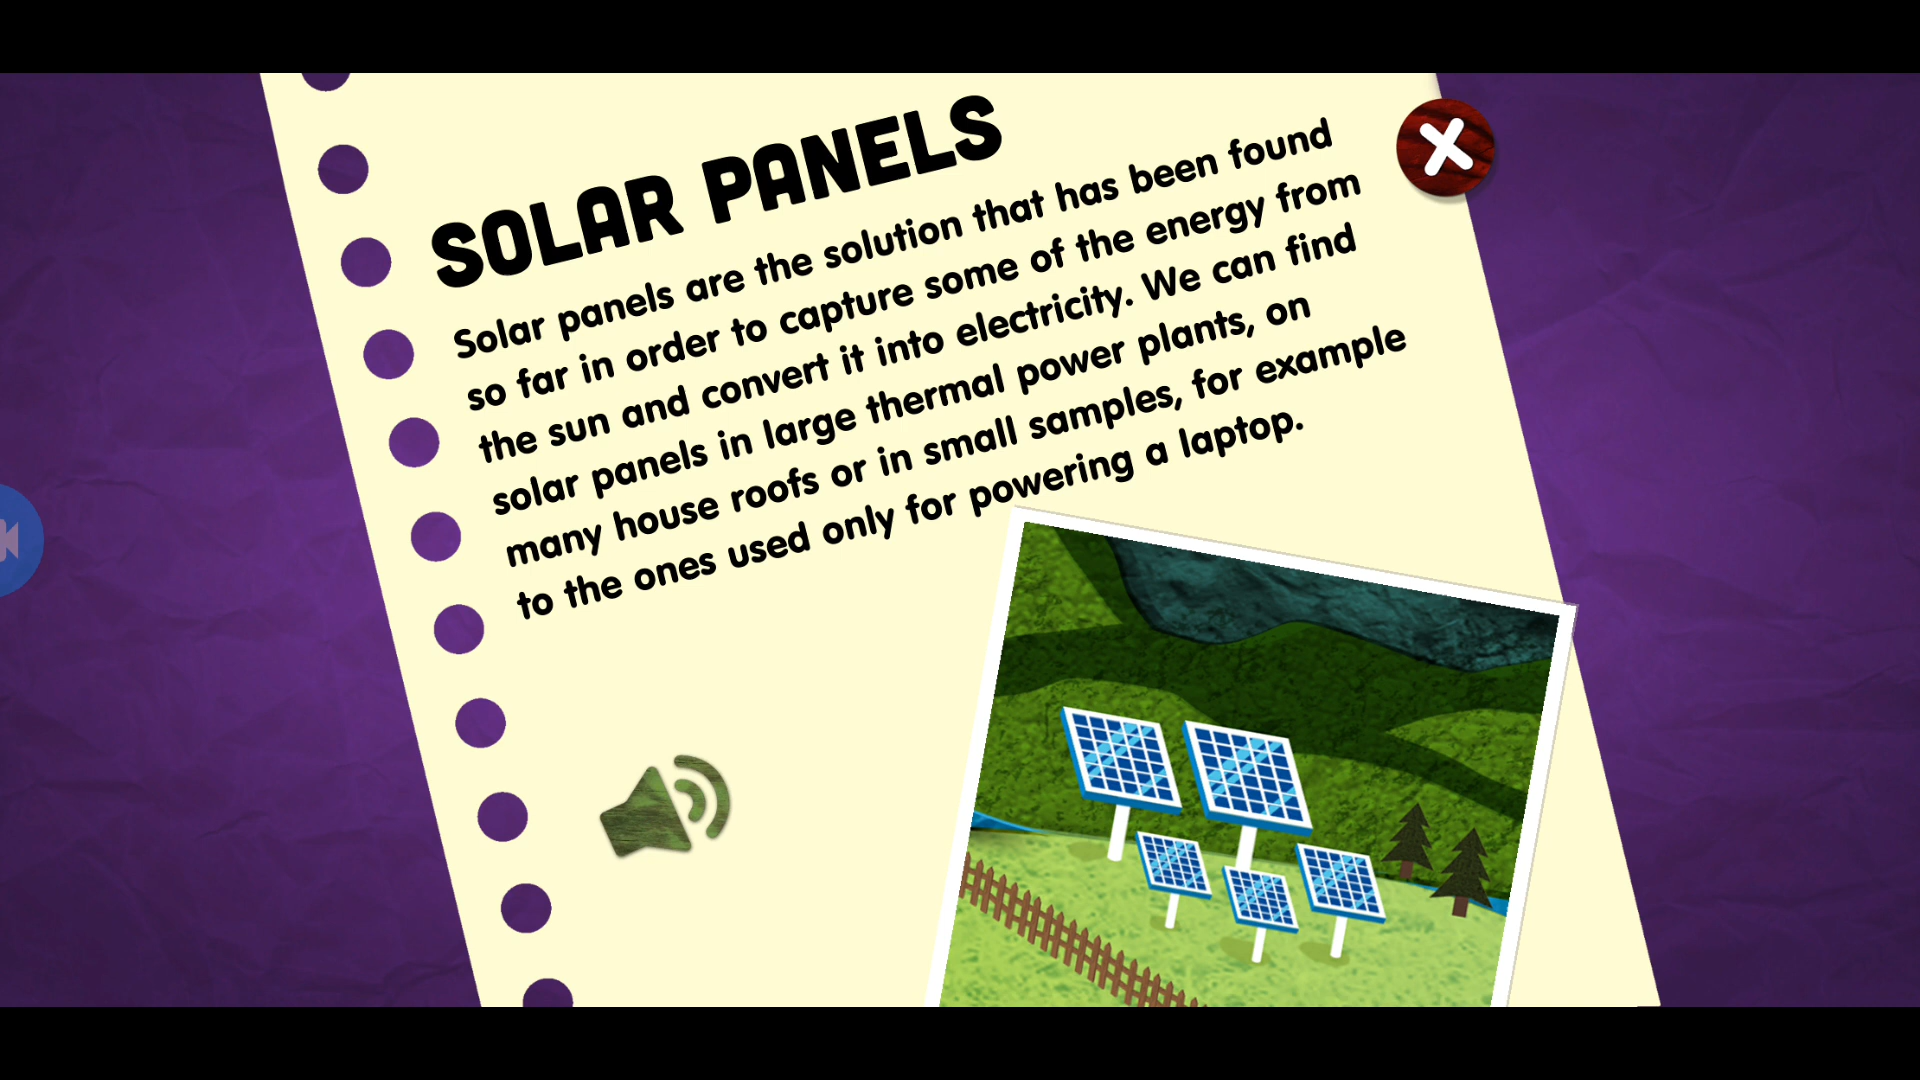 SOLAR PANELS
Solar panels are the solution that has been found
so far in order to capture some of the energy from
the sun and convert it into electricity. We can find
solar panels in large thermal power plants, on
many house roofs or in small samples, for example
to the ones used only for powering a laptop.